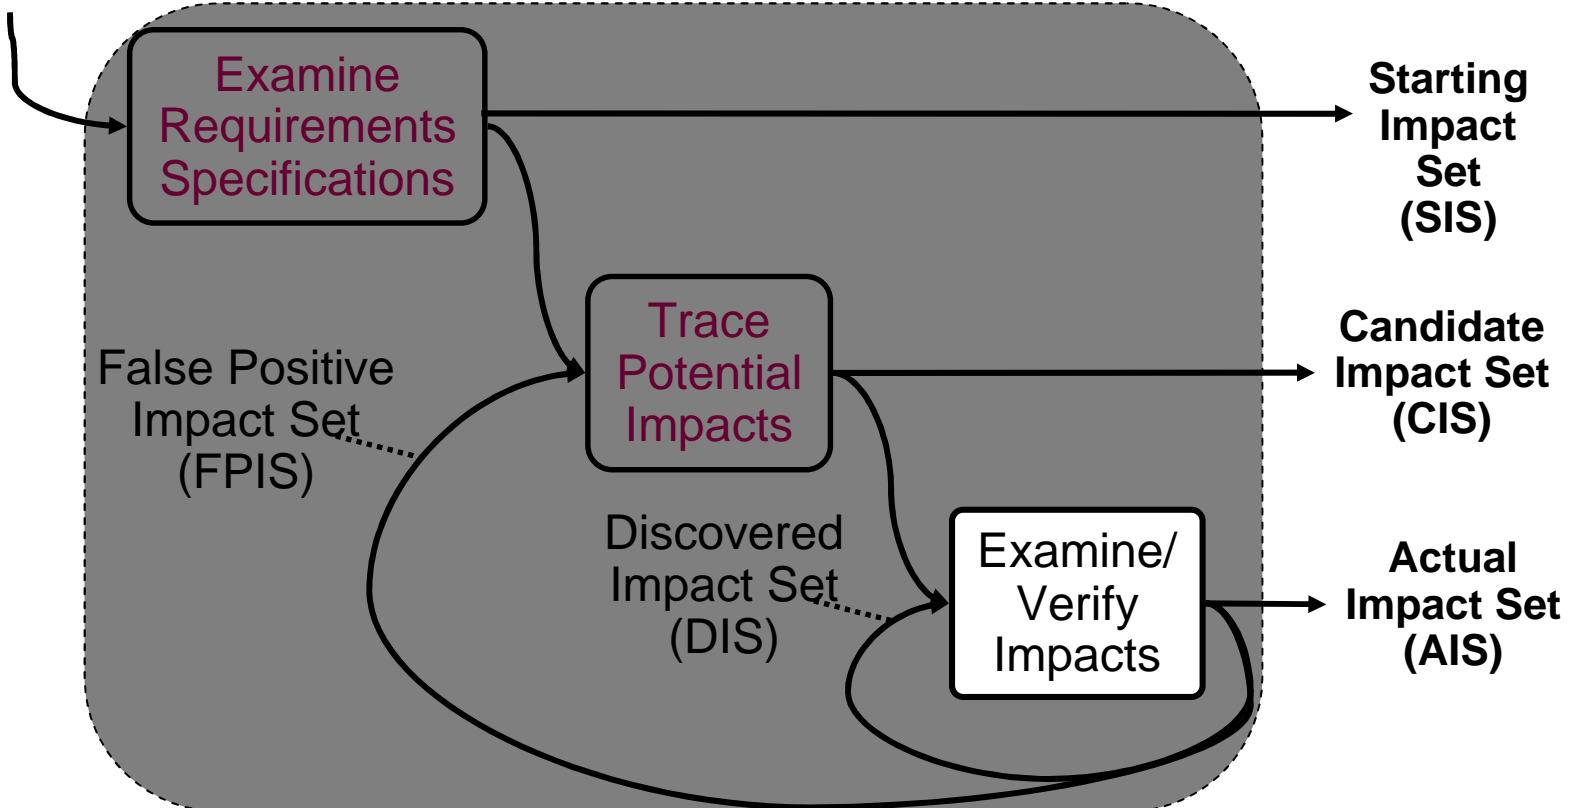 Examine
Requirements
Specifications
Starting
Impact
Set
(SIS)
Trace
Potential
Impacts
Candidate
Impact Set
(CIS)
False Positive
Impact Set
(FPIS)
Discovered
Impact Set
(DIS)
Examine/
Verify
Impacts
Actual
Impact Set
(AIS)